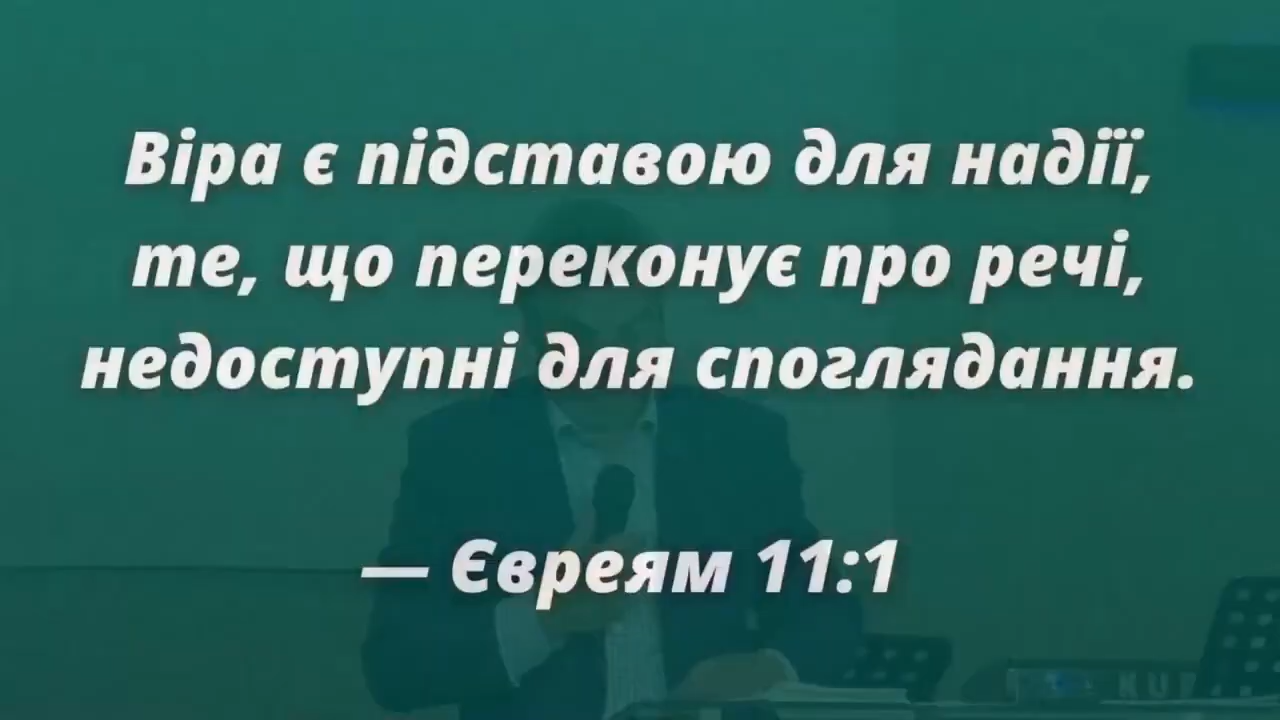 Віра є підставою для надії,
те, що переконує про речі,
недоступні для споглядання.
— Євреям 11:1